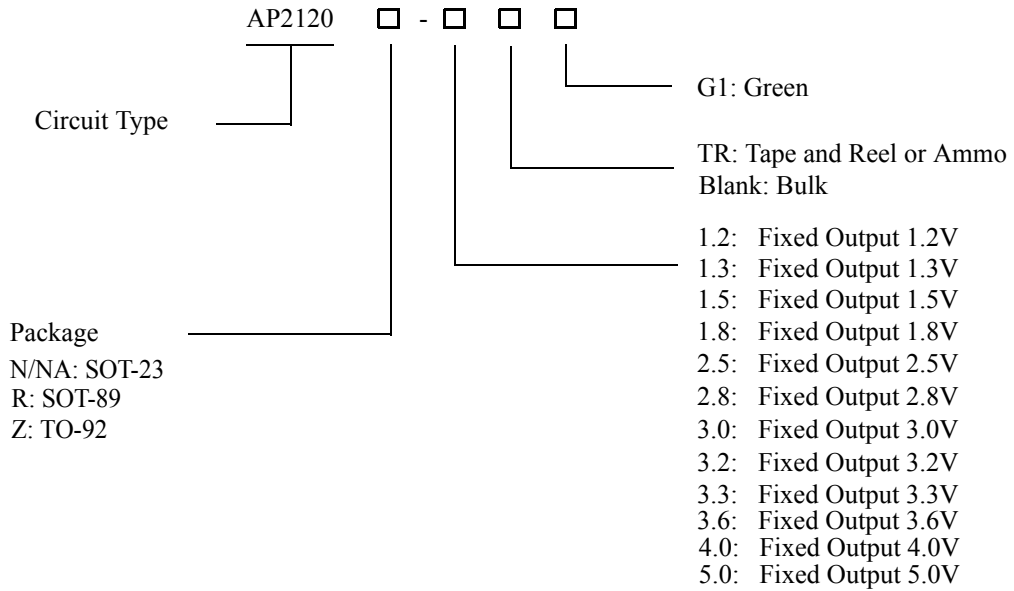 AP2120 -
G1: Green
Circuit Type
TR: Tape and Reel or Ammo
Blank: Bulk
1.2: Fixed Output 1.2V
1.3: Fixed Output 1.3V
1.5: Fixed Output 1.5V
1.8: Fixed Output 1.8V
2.5: Fixed Output 2.5V
2.8: Fixed Output 2.8V
3.0: Fixed Output 3.0V
3.2: Fixed Output 3.2V
3.3: Fixed Output 3.3V
3.6: Fixed Output 3.6V
4.0: Fixed Output 4.0V
5.0: Fixed Output 5.0V
Package
N/NA: SOT-23
R: SOT-89
Z: TO-92